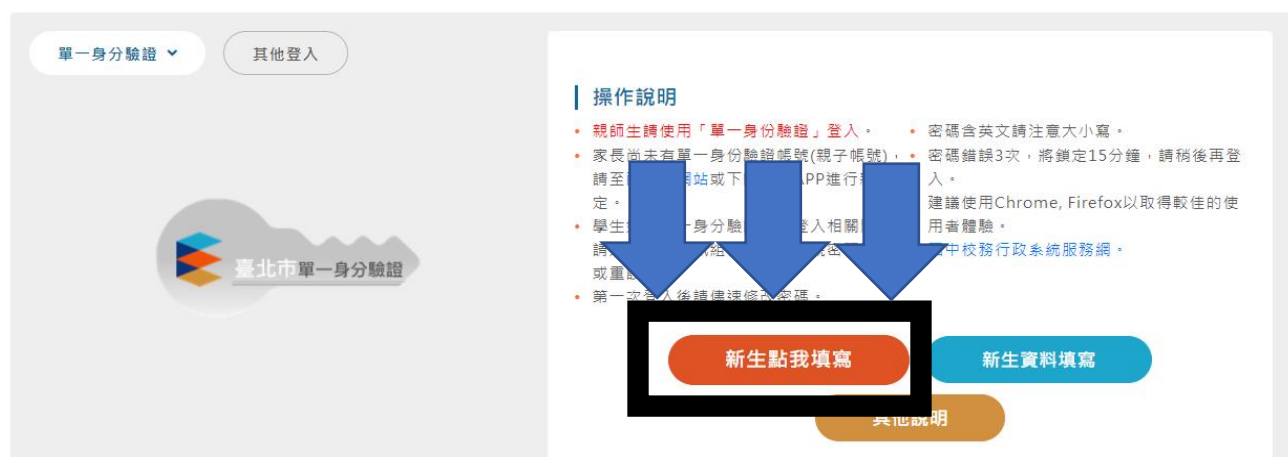 單一身分驗證
其他登入
操作說明
• 親師生請使用「單一身份驗證」登入。
• 家長尚未有單一身份驗證帳號(親子帳號)，
請至 網站或下 APP進行
定。
• 學生 一身分驗 登入相關
請 組
或重
• 第一次登入後請儘速修改密碼。
• 密碼含英文請注意大小寫。
• 密碼錯誤3次，將鎖定15分鐘，請稍後再登
入。
建議使用Chrome, Firefox以取得較佳的使
用者體驗。
中校務行政系統服務網。
臺北市單一身分驗證
新生點我填寫
新生資料填寫
其他說明